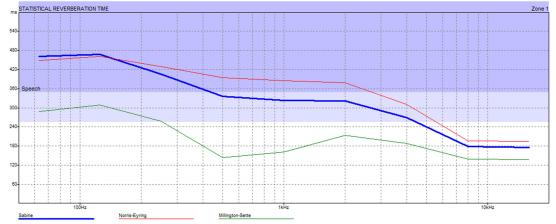 STATISTICAL REVERBERATION TIME
Zone 1
ms
540
480
420
360
Speech
300
240
180
120
60
100Hz
1kHz
10kHz
Sabine
Norris-Eyring
Millington-Sette